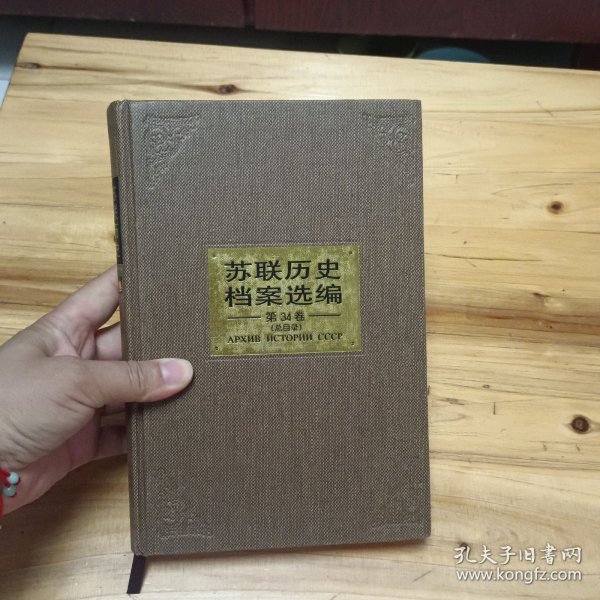 苏联历史
档案选编
第34卷
(总目录)
АРХИВ ИСТОРИИ СССР
孔夫子旧书网
www.kongfz.com